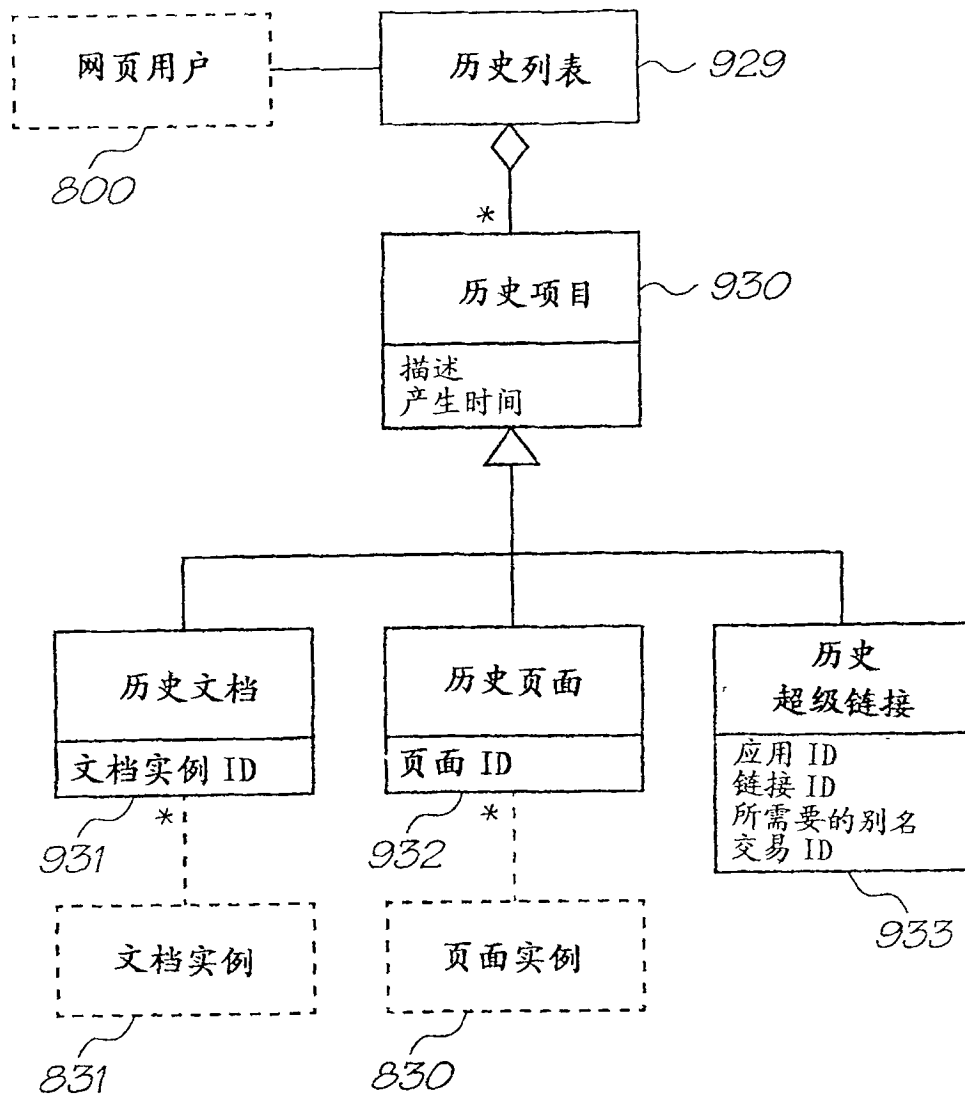 网页用户
历史列表
929
800
*
历史项目
930
描述
产生时间
历史文档
历史页面
历史
超级链接
文档实例 ID
页面 ID
应用 ID
链接 ID
所需要的别名
交易 ID
*
*
931
932
933
文档实例
页面实例
831
830